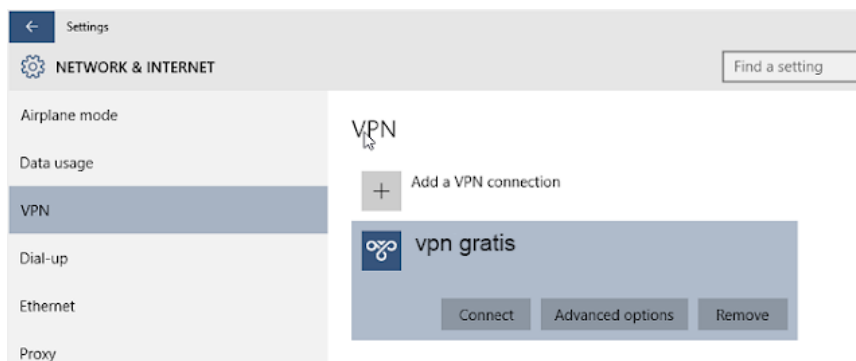 Settings
NETWORK & INTERNET
Find a setting
Airplane mode
Data usage
VPN
Dial-up
Ethernet
Proxy
VPN
Add a VPN connection
vpn gratis
Connect Advanced options Remove